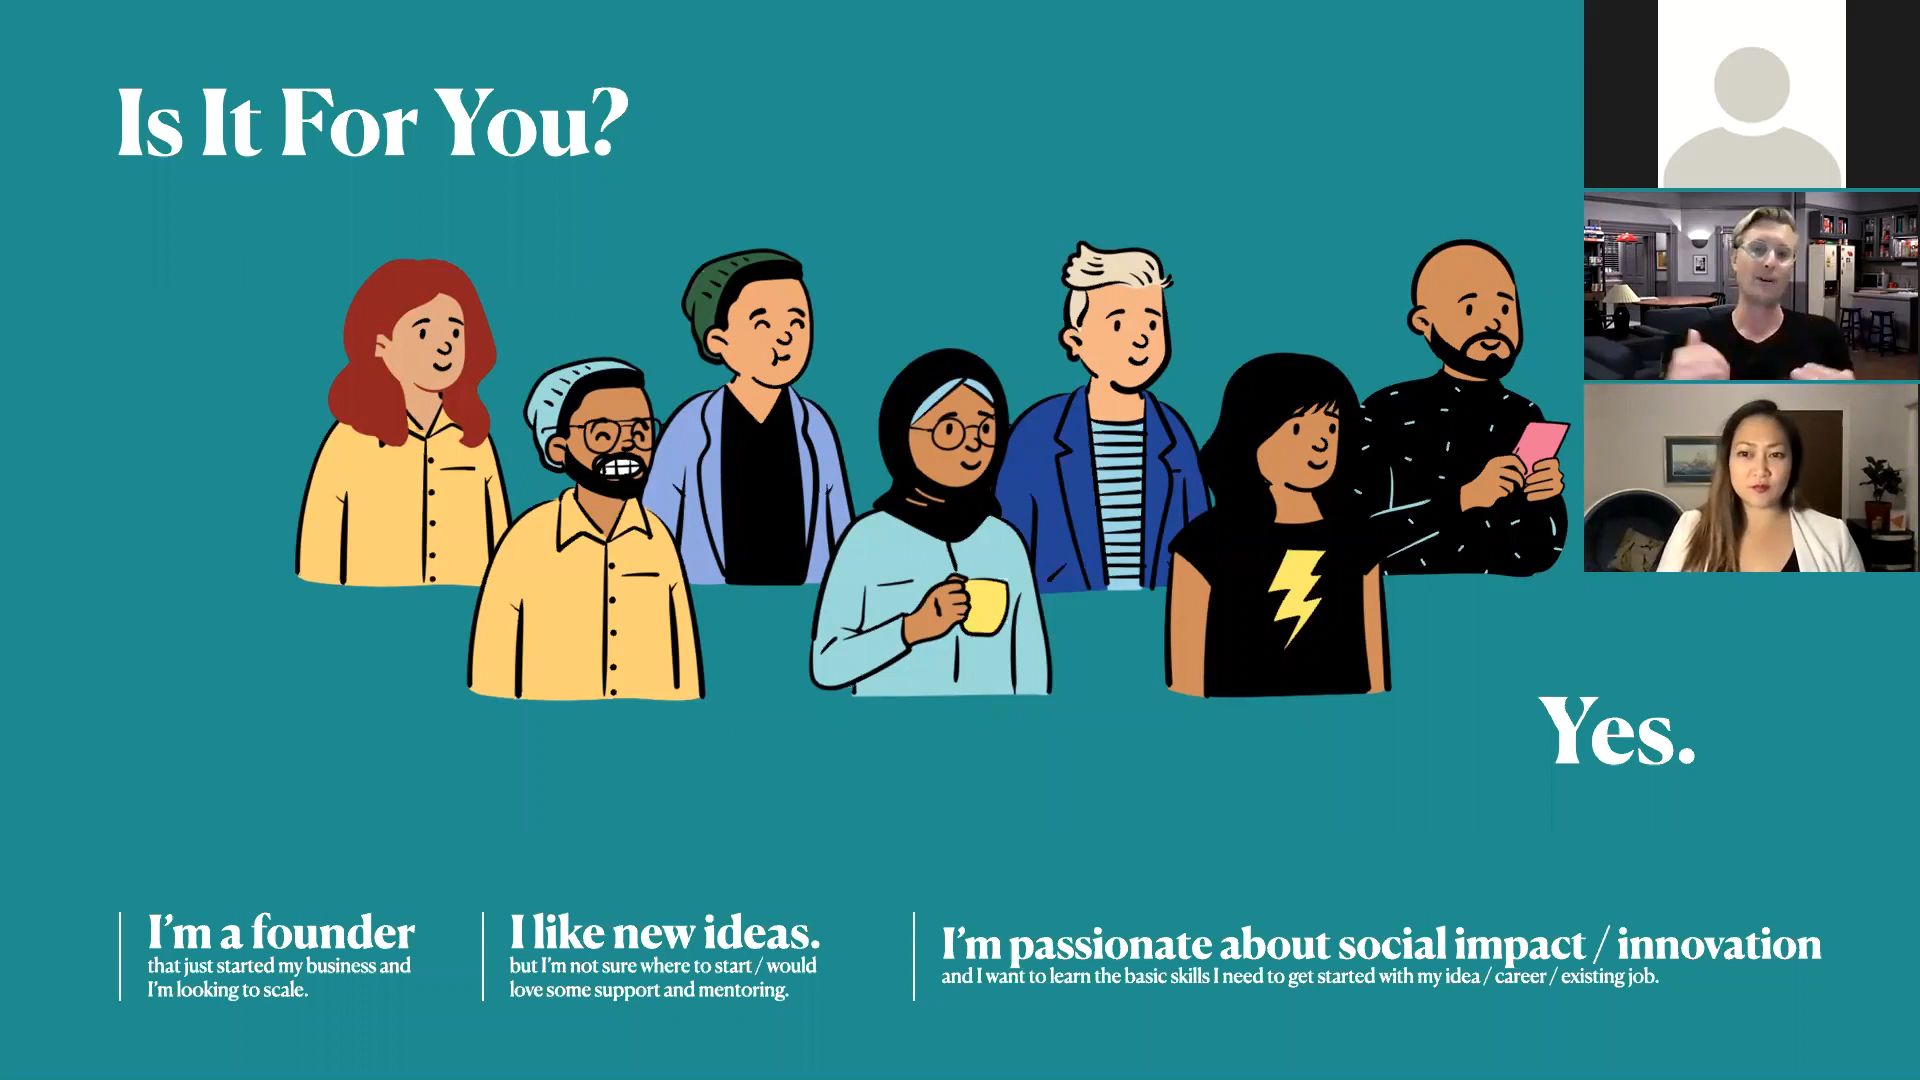 Is It For You?
Yes.
I'm a founder
that just started my business and
I'm looking to scale.
I like new ideas.
but I'm not sure where to start / would
love some support and mentoring.
I'm passionate about social impact / innovation
and I want to learn the basic skills I need to get started with my idea / career / existing job.